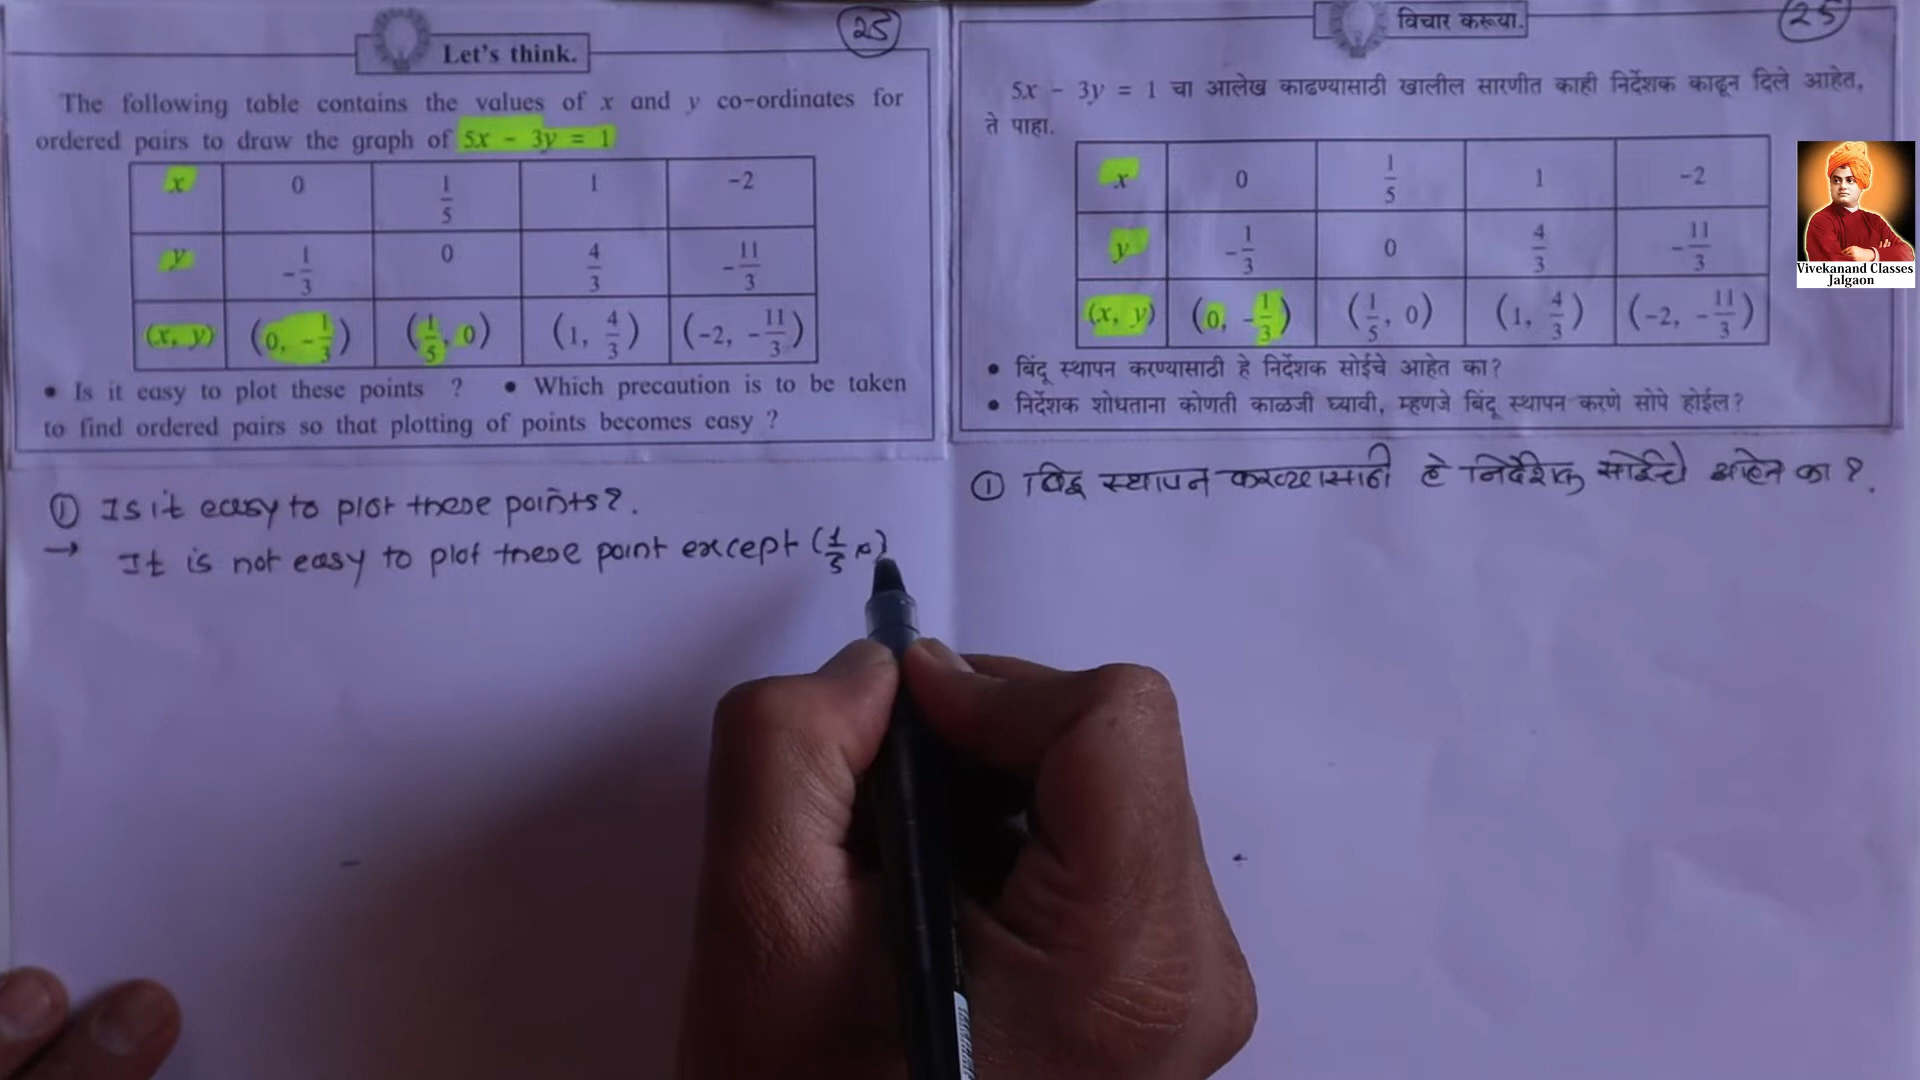 25
Let's think.
The following table contains the values of x and y co-ordinates for
ordered pairs to draw the graph of 5x - 3y = 1
x 0 1/5 1 -2
y -1/3 0 4/3 -11/3
(x, y) (0, -1/3) (1/5, 0) (1, 4/3) (-2, -11/3)
• Is it easy to plot these points ? • Which precaution is to be taken
to find ordered pairs so that plotting of points becomes easy ?
① Is it easy to plot these points?.
→ It is not easy to plot these point except (1/5,0)
25
विचार करूया.
5x - 3y = 1 चा आलेख काढण्यासाठी खालील सारणीत काही निर्देशक काढून दिले आहेत,
ते पाहा.
x 0 1/5 1 -2
y -1/3 0 4/3 -11/3
(x, y) (0, -1/3) (1/5, 0) (1, 4/3) (-2, -11/3)
• बिंदू स्थापन करण्यासाठी हे निर्देशक सोईचे आहेत का?
• निर्देशक शोधताना कोणती काळजी घ्यावी, म्हणजे बिंदू स्थापन करणे सोपे होईल?
① बिंदू स्थापन करण्यासाठी हे निर्देशक सोईचे आहेत का?.
Vivekanand Classes
Jalgaon